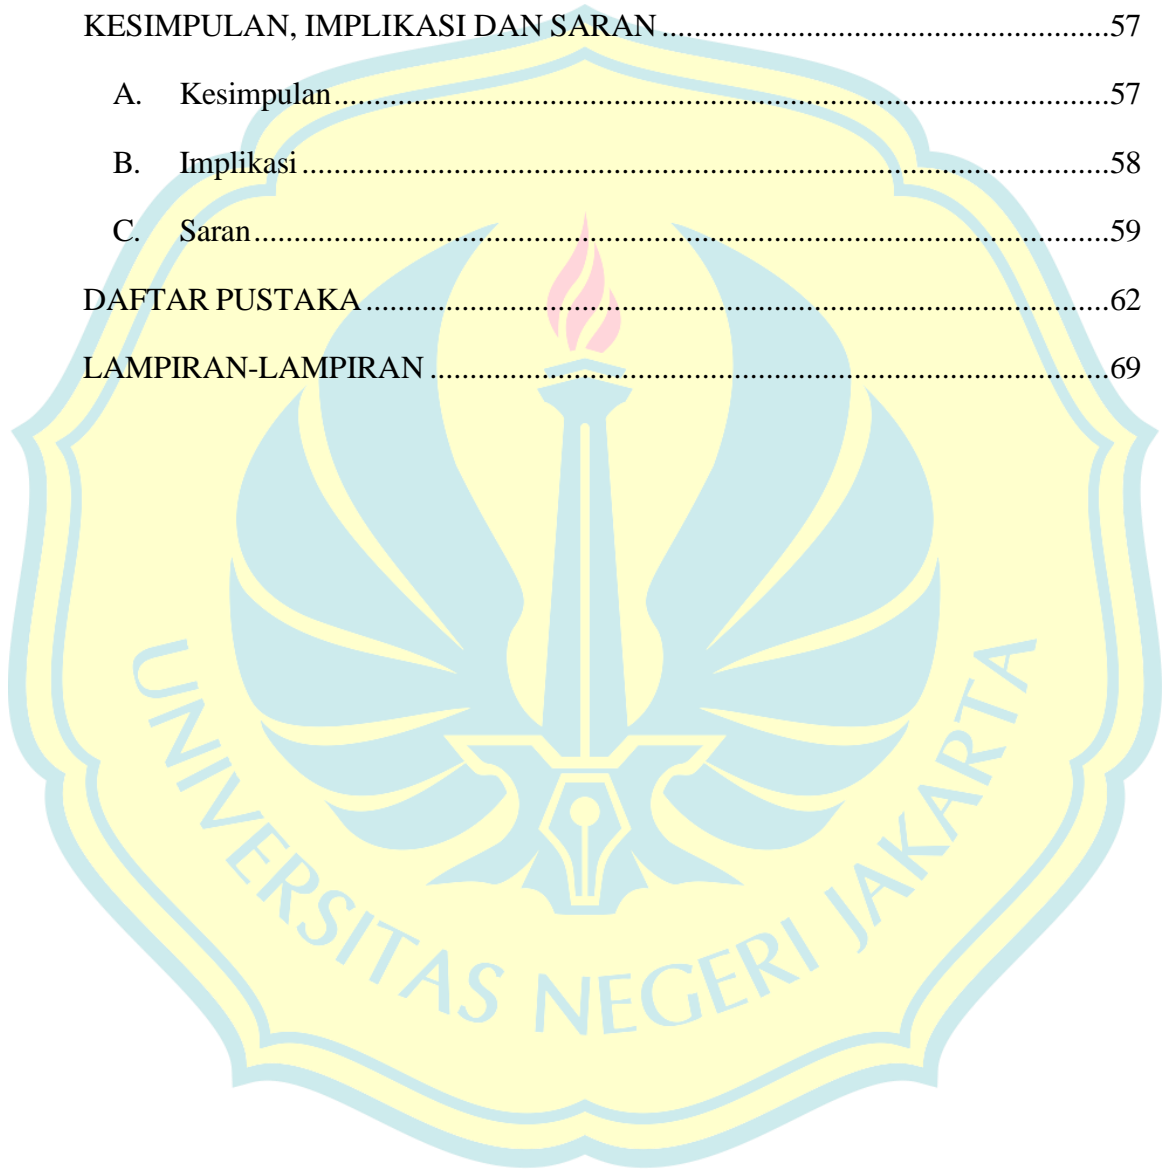 KESIMPULAN, IMPLIKASI DAN SARAN........................................................57
A. Kesimpulan.................................................................................................57
B. Implikasi.....................................................................................................58
C. Saran...........................................................................................................59
DAFTAR PUSTAKA.............................................................................................62
LAMPIRAN-LAMPIRAN.....................................................................................69
UNIVERSITAS NEGERI JAKARTA